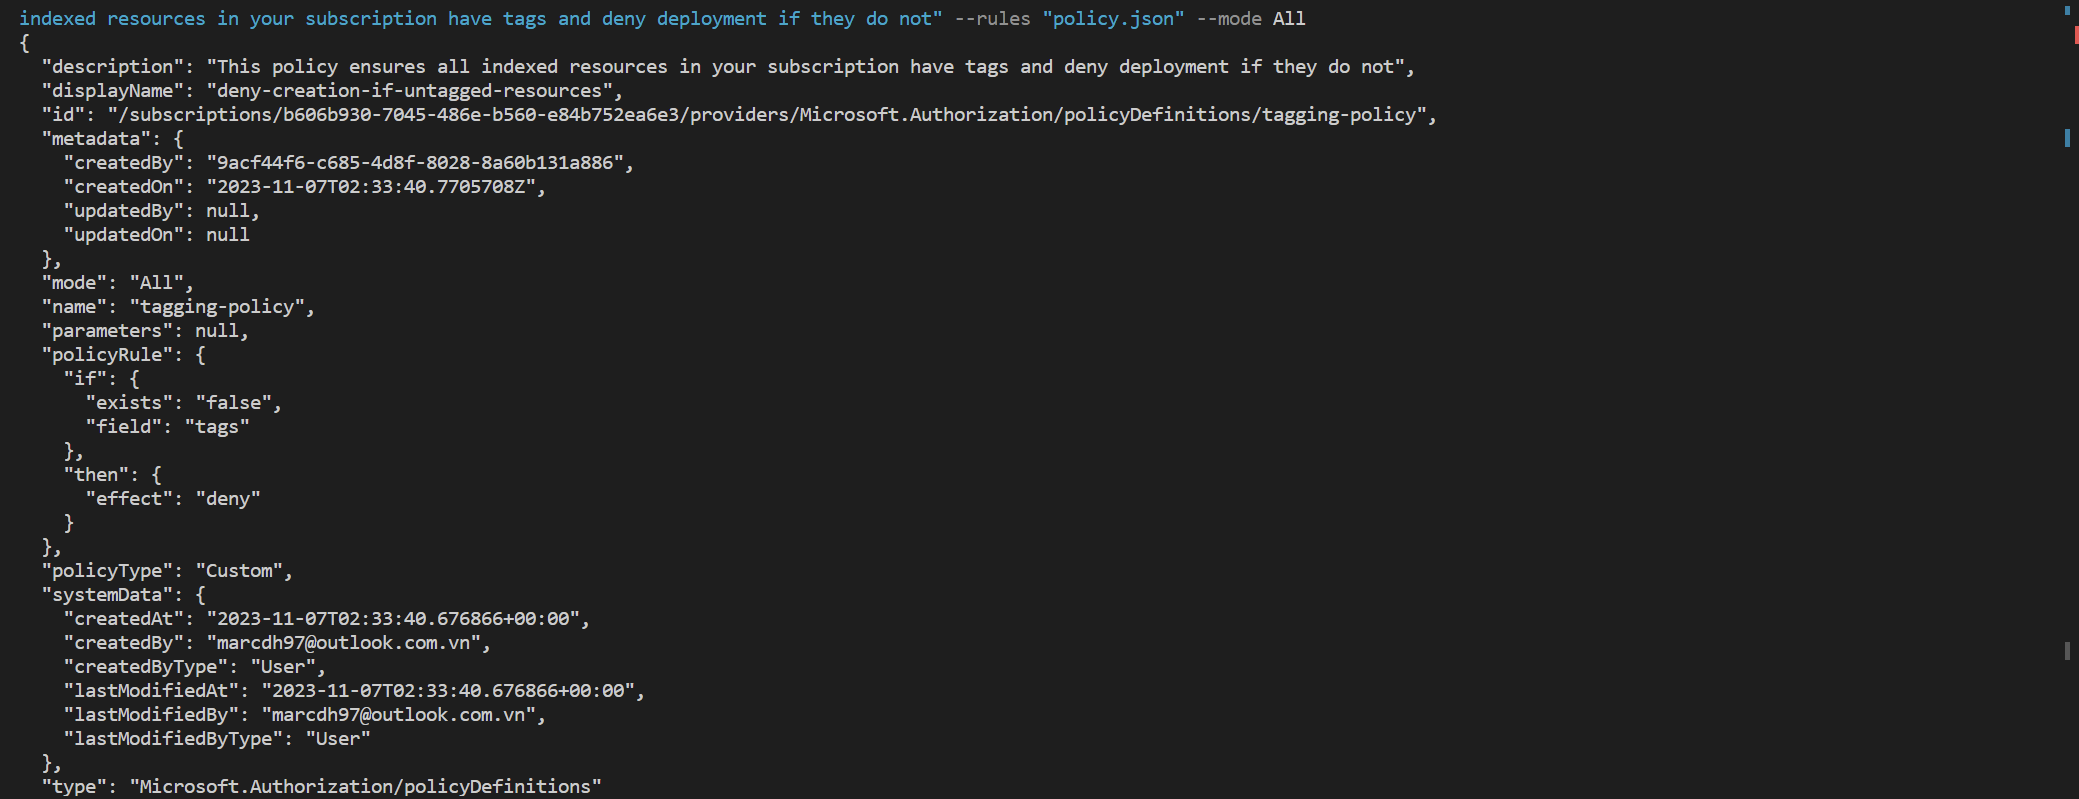 indexed resources in your subscription have tags and deny deployment if they do not" --rules "policy.json" --mode All
{
  "description": "This policy ensures all indexed resources in your subscription have tags and deny deployment if they do not",
  "displayName": "deny-creation-if-untagged-resources",
  "id": "/subscriptions/b606b930-7045-486e-b560-e84b752ea6e3/providers/Microsoft.Authorization/policyDefinitions/tagging-policy",
  "metadata": {
    "createdBy": "9acf44f6-c685-4d8f-8028-8a60b131a886",
    "createdOn": "2023-11-07T02:33:40.7705708Z",
    "updatedBy": null,
    "updatedOn": null
  },
  "mode": "All",
  "name": "tagging-policy",
  "parameters": null,
  "policyRule": {
    "if": {
      "exists": "false",
      "field": "tags"
    },
    "then": {
      "effect": "deny"
    }
  },
  "policyType": "Custom",
  "systemData": {
    "createdAt": "2023-11-07T02:33:40.676866+00:00",
    "createdBy": "marcdh97@outlook.com.vn",
    "createdByType": "User",
    "lastModifiedAt": "2023-11-07T02:33:40.676866+00:00",
    "lastModifiedBy": "marcdh97@outlook.com.vn",
    "lastModifiedByType": "User"
  },
  "type": "Microsoft.Authorization/policyDefinitions"